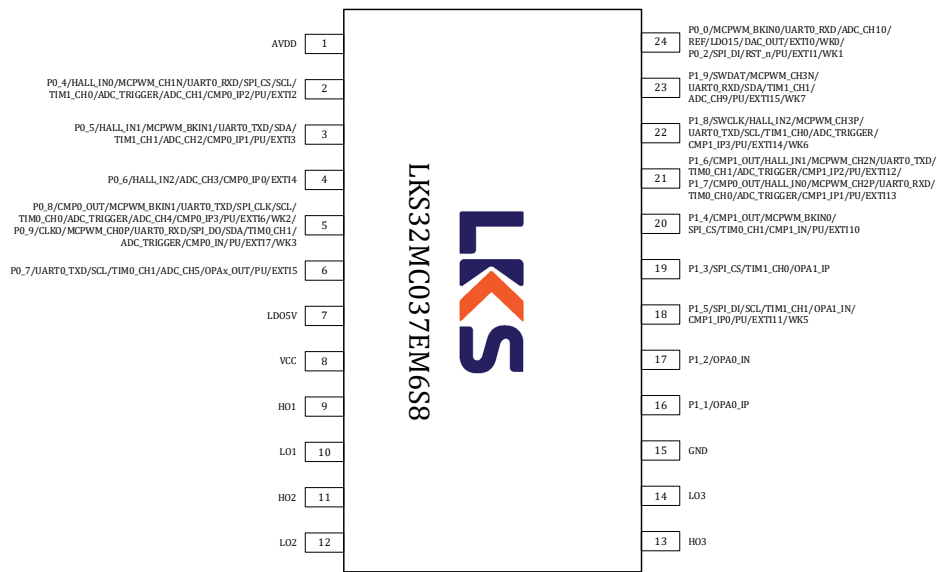 AVDD
1
P0_4/HALL_IN0/MCPWM_CH1N/UART0_RXD/SPI_CS/SCL/
TIM1_CH0/ADC_TRIGGER/ADC_CH1/CMP0_IP2/PU/EXTI2
2
P0_5/HALL_IN1/MCPWM_BKIN1/UART0_TXD/SDA/
TIM1_CH1/ADC_CH2/CMP0_IP1/PU/EXTI3
3
P0_6/HALL_IN2/ADC_CH3/CMP0_IP0/EXTI4
4
P0_8/CMP0_OUT/MCPWM_BKIN1/UART0_TXD/SPI_CLK/SCL/
TIM0_CH0/ADC_TRIGGER/ADC_CH4/CMP0_IP3/PU/EXTI6/WK2/
P0_9/CLKO/MCPWM_CH0P/UART0_RXD/SPI_DO/SDA/TIM0_CH1/
ADC_TRIGGER/CMP0_IN/PU/EXTI7/WK3
5
P0_7/UART0_TXD/SCL/TIM0_CH1/ADC_CH5/OPAx_OUT/PU/EXTI5
6
LDO5V
7
VCC
8
HO1
9
LO1
10
HO2
11
LO2
12
LKS32MC037EM6S8
LKS
24
P0_0/MCPWM_BKIN0/UART0_RXD/ADC_CH10/
REF/LDO15/DAC_OUT/EXTI0/WK0/
P0_2/SPI_DI/RST_n/PU/EXTI1/WK1
23
P1_9/SWDAT/MCPWM_CH3N/
UART0_RXD/SDA/TIM1_CH1/
ADC_CH9/PU/EXTI15/WK7
22
P1_8/SWCLK/HALL_IN2/MCPWM_CH3P/
UART0_TXD/SCL/TIM1_CH0/ADC_TRIGGER/
CMP1_IP3/PU/EXTI14/WK6
21
P1_6/CMP1_OUT/HALL_IN1/MCPWM_CH2N/UART0_TXD/
TIM0_CH1/ADC_TRIGGER/CMP1_IP2/PU/EXTI12/
P1_7/CMP0_OUT/HALL_IN0/MCPWM_CH2P/UART0_RXD/
TIM0_CH0/ADC_TRIGGER/CMP1_IP1/PU/EXTI13
20
P1_4/CMP1_OUT/MCPWM_BKIN0/
SPI_CS/TIM0_CH1/CMP1_IN/PU/EXTI10
19
P1_3/SPI_CS/TIM1_CH0/OPA1_IP
18
P1_5/SPI_DI/SCL/TIM1_CH1/OPA1_IN/
CMP1_IP0/PU/EXTI11/WK5
17
P1_2/OPA0_IN
16
P1_1/OPA0_IP
15
GND
14
LO3
13
HO3